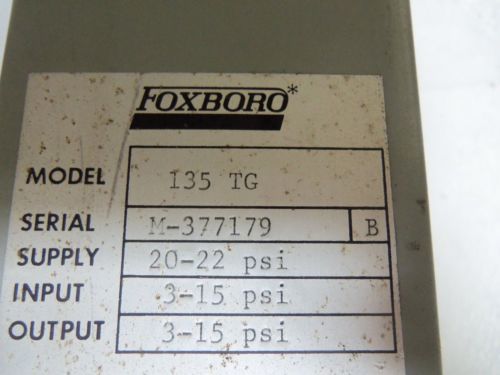 FOXBORO*
MODEL 135 TG
SERIAL M-377179 B
SUPPLY 20-22 psi
INPUT 3-15 psi
OUTPUT 3-15 psi